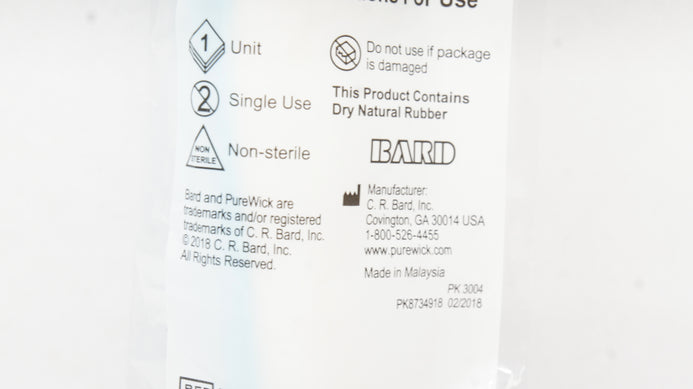 For Use
1
Unit
Do not use if package
is damaged
2
Single Use
This Product Contains
Dry Natural Rubber
NON
STERILE
Non-sterile
BARD
Bard and PureWick are
trademarks and/or registered
trademarks of C. R. Bard, Inc.
© 2018 C. R. Bard, Inc.
All Rights Reserved.
Manufacturer:
C. R. Bard, Inc.
Covington, GA 30014 USA
1-800-526-4455
www.purewick.com
Made in Malaysia
PK 3004
PK8734918 02/2018